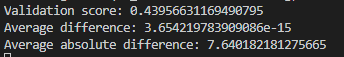 Validation score: 0.43956631169490795
Average difference: 3.654219783909086e-15
Average absolute difference: 7.640182181275665